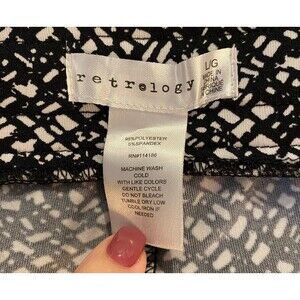 retrology
L/G
MADE IN
CHINA
95%POLYESTER
5%SPANDEX
RN#114186
MACHINE WASH
COLD
WITH LIKE COLORS
GENTLE CYCLE
DO NOT BLEACH
TUMBLE DRY LOW
COOL IRON IF
NEEDED